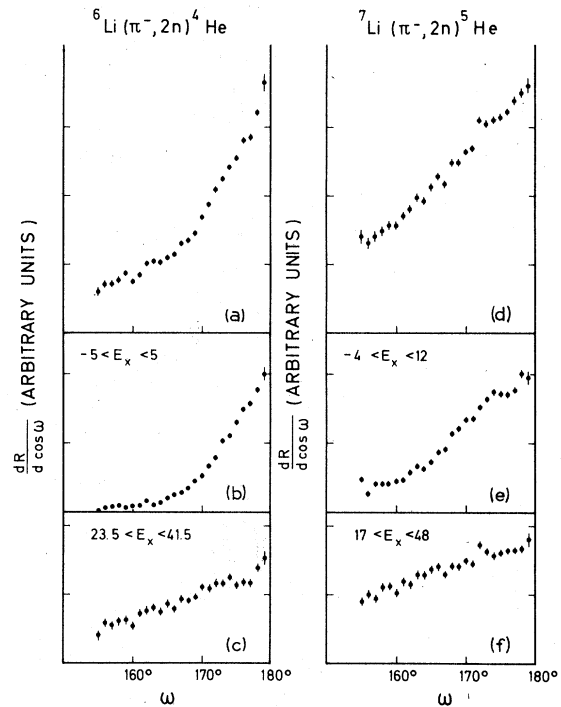 ⁶Li (π⁻, 2n) ⁴He
⁷Li (π⁻, 2n) ⁵He
dR / d cos ω (ARBITRARY UNITS)
(a)
-5 < Eₓ < 5
(b)
23.5 < Eₓ < 41.5
(c)
160° 170° 180°
ω
dR / d cos ω (ARBITRARY UNITS)
(d)
-4 < Eₓ < 12
(e)
17 < Eₓ < 48
(f)
160° 170° 180°
ω